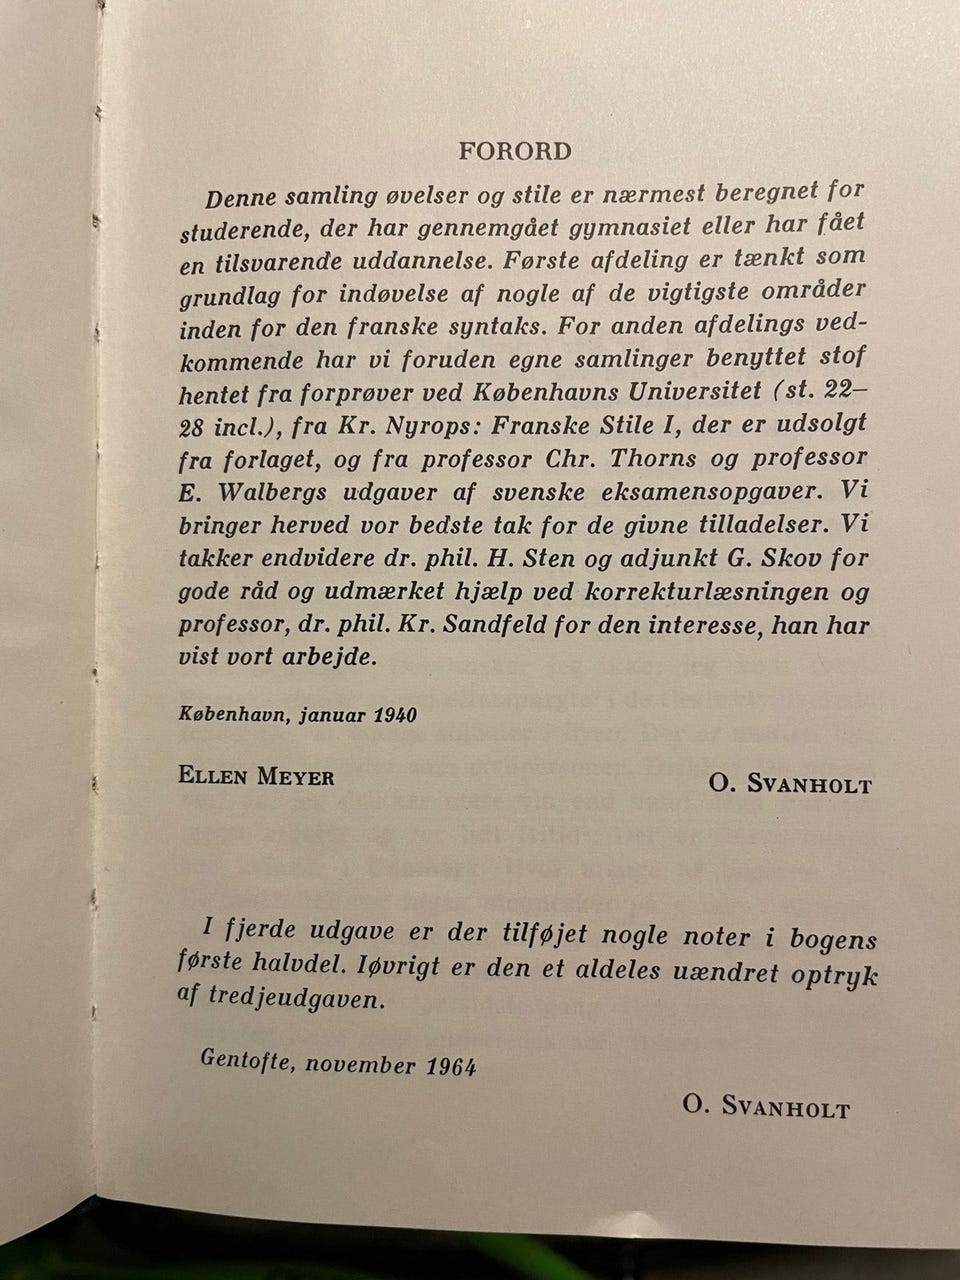 FORORD
Denne samling øvelser og stile er nærmest beregnet for
studerende, der har gennemgået gymnasiet eller har fået
en tilsvarende uddannelse. Første afdeling er tænkt som
grundlag for indøvelse af nogle af de vigtigste områder
inden for den franske syntaks. For anden afdelings ved-
kommende har vi foruden egne samlinger benyttet stof
hentet fra forprøver ved Københavns Universitet (st. 22–
28 incl.), fra Kr. Nyrops: Franske Stile I, der er udsolgt
fra forlaget, og fra professor Chr. Thorns og professor
E. Walbergs udgaver af svenske eksamensopgaver. Vi
bringer herved vor bedste tak for de givne tilladelser. Vi
takker endvidere dr. phil. H. Sten og adjunkt G. Skov for
gode råd og udmærket hjælp ved korrekturlæsningen og
professor, dr. phil. Kr. Sandfeld for den interesse, han har
vist vort arbejde.
København, januar 1940
ELLEN MEYER O. SVANHOLT
I fjerde udgave er der tilføjet nogle noter i bogens
første halvdel. Iøvrigt er den et aldeles uændret optryk
af tredjeudgaven.
Gentofte, november 1964
O. SVANHOLT